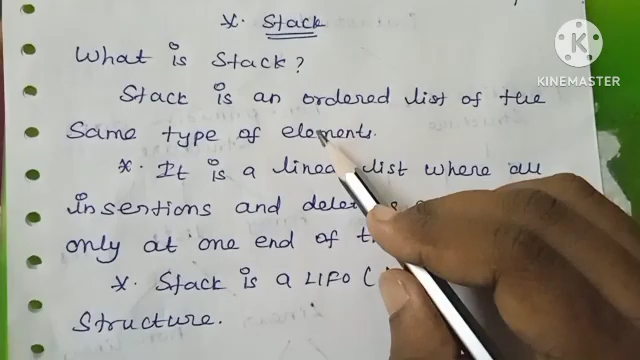 * Stack
What is Stack?
Stack is an ordered list of the
Same type of elements.
* It is a linear list where all
insertions and
only at one end of
* Stack is a LIFO (
Structure.
K
KINEMASTER